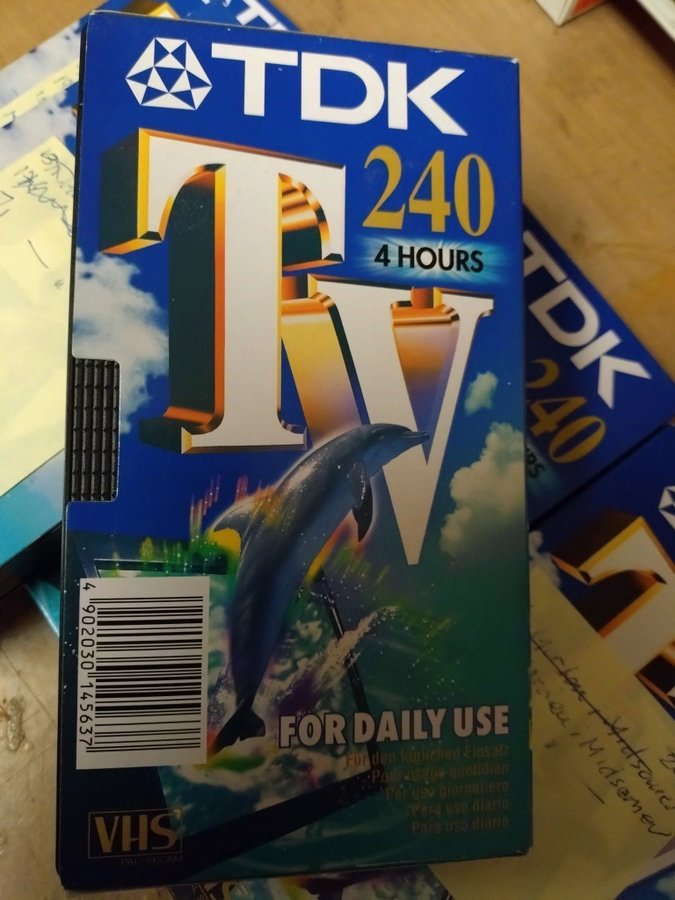 TDK
TV
240
4 HOURS
4 902030 145637
FOR DAILY USE
Für den täglichen Einsatz
Pour usage quotidien
Per uso giornaliero
Para uso diario
Para uso diário
VHS
PAL SECAM
TDK
240
Midsomer